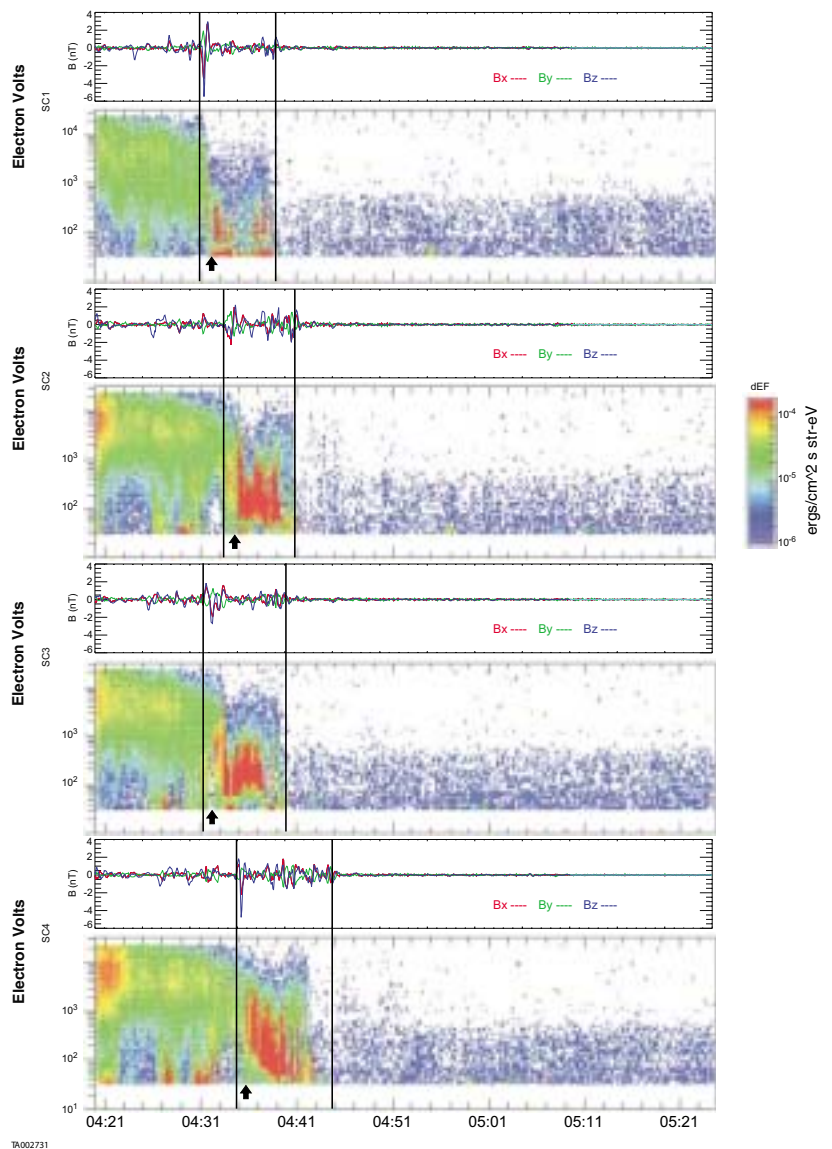 4
2
0
-2
-4
-6
B (nT)
SC1
Electron Volts
Bx ---- By ---- Bz ----
10^4
10^3
10^2
4
2
0
-2
-4
-6
B (nT)
SC2
Electron Volts
Bx ---- By ---- Bz ----
10^3
10^2
dEF
10^-4
10^-5
10^-6
ergs/cm^2 s str-eV
4
2
0
-2
-4
-6
B (nT)
SC3
Electron Volts
Bx ---- By ---- Bz ----
10^3
10^2
4
2
0
-2
-4
-6
B (nT)
SC4
Electron Volts
Bx ---- By ---- Bz ----
10^3
10^2
10^1
04:21 04:31 04:41 04:51 05:01 05:11 05:21
TA002731